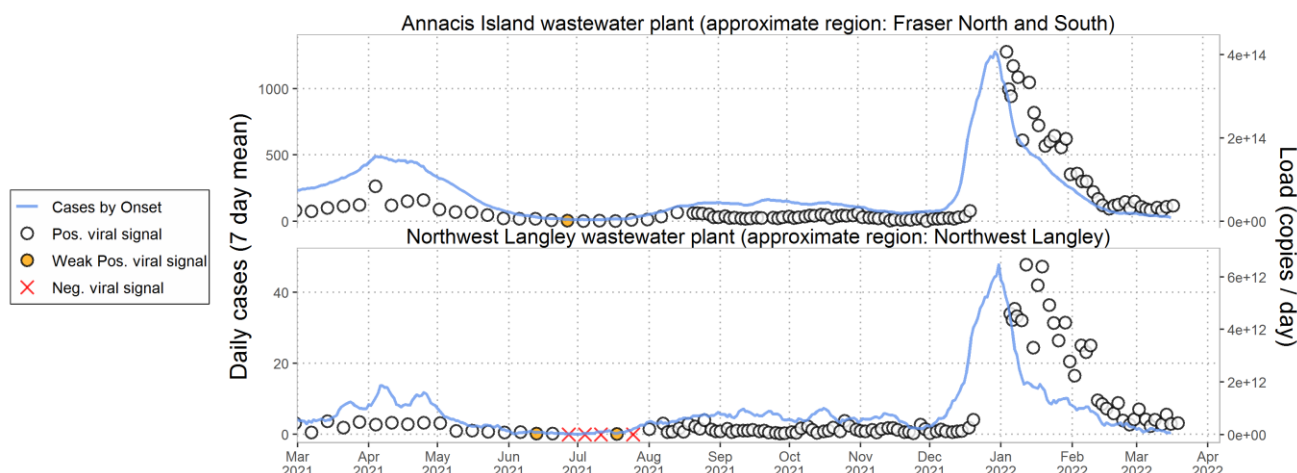 Annacis Island wastewater plant (approximate region: Fraser North and South)
1000
500
0
4e+14
2e+14
0e+00
Cases by Onset
Pos. viral signal
Weak Pos. viral signal
Neg. viral signal
Daily cases (7 day mean)
Load (copies / day)
Northwest Langley wastewater plant (approximate region: Northwest Langley)
40
20
0
6e+12
4e+12
2e+12
0e+00
Mar Apr May Jun Jul Aug Sep Oct Nov Dec Jan Feb Mar Apr
2021 2021 2021 2021 2021 2021 2021 2021 2021 2021 2022 2022 2022 2022